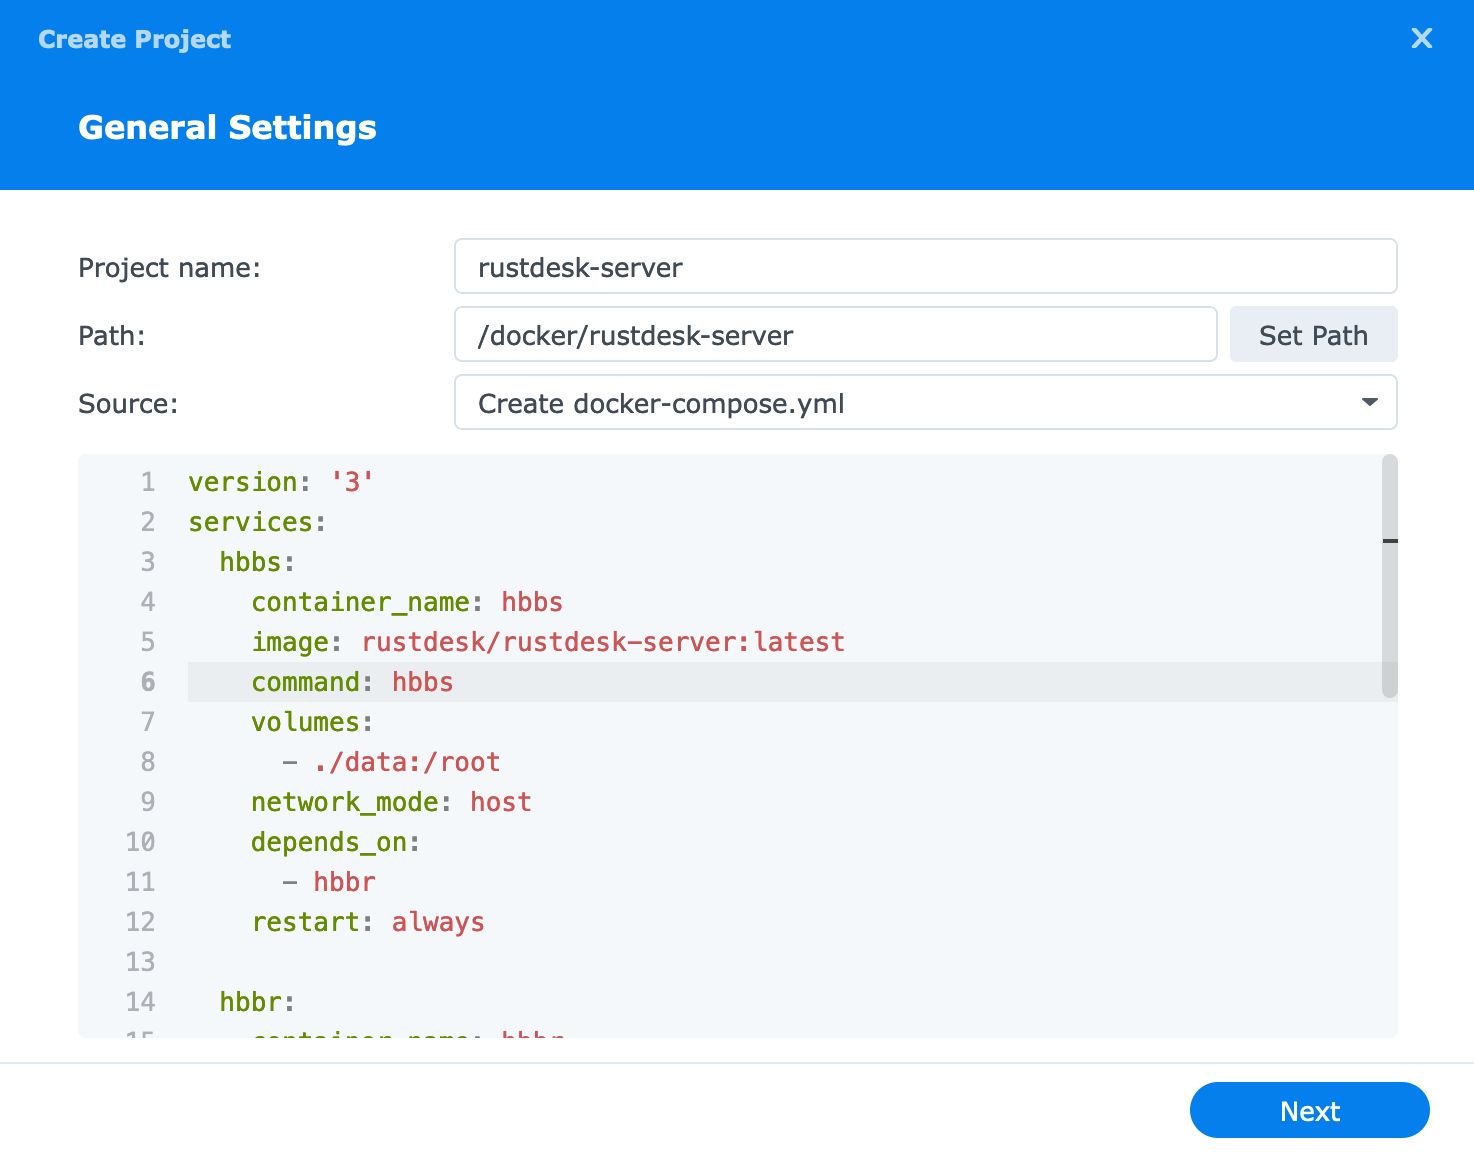 Create Project
General Settings
Project name: rustdesk-server
Path: /docker/rustdesk-server Set Path
Source: Create docker-compose.yml
1 version: '3'
2 services:
3   hbbs:
4     container_name: hbbs
5     image: rustdesk/rustdesk-server:latest
6     command: hbbs
7     volumes:
8       - ./data:/root
9     network_mode: host
10     depends_on:
11       - hbbr
12     restart: always
13
14   hbbr:
15     container_name: hbbr
Next